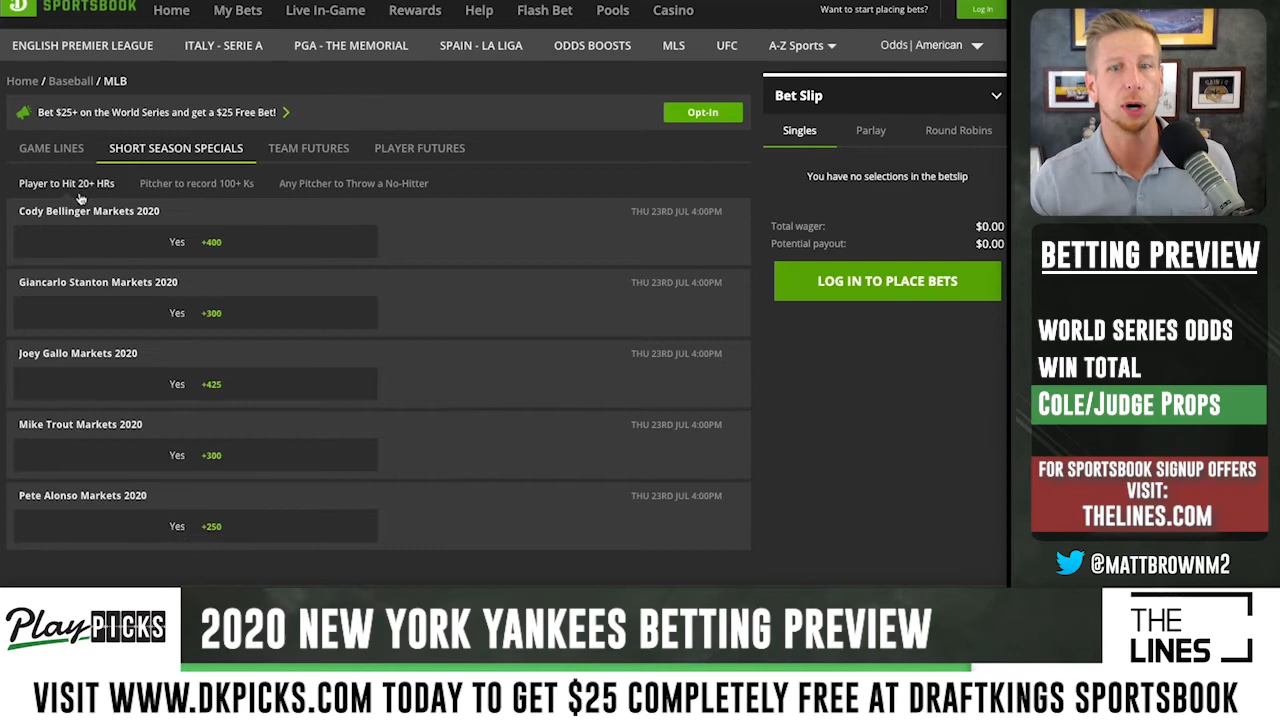 SPORTSBOOK
Home My Bets Live In-Game Rewards Help Flash Bet Pools Casino
Want to start placing bets? Log In
ENGLISH PREMIER LEAGUE ITALY - SERIE A PGA - THE MEMORIAL SPAIN - LA LIGA ODDS BOOSTS MLS UFC A-Z Sports Odds | American
Home / Baseball / MLB
Bet $25+ on the World Series and get a $25 Free Bet! Opt-In
GAME LINES SHORT SEASON SPECIALS TEAM FUTURES PLAYER FUTURES
Player to Hit 20+ HRs Pitcher to record 100+ Ks Any Pitcher to Throw a No-Hitter
Cody Bellinger Markets 2020 THU 23RD JUL 4:00PM
Yes +400
Giancarlo Stanton Markets 2020 THU 23RD JUL 4:00PM
Yes +300
Joey Gallo Markets 2020 THU 23RD JUL 4:00PM
Yes +425
Mike Trout Markets 2020 THU 23RD JUL 4:00PM
Yes +300
Pete Alonso Markets 2020 THU 23RD JUL 4:00PM
Yes +250
Bet Slip
Singles Parlay Round Robins
You have no selections in the betslip
Total wager: $0.00
Potential payout: $0.00
LOG IN TO PLACE BETS
BETTING PREVIEW
WORLD SERIES ODDS
WIN TOTAL
COLE/JUDGE PROPS
FOR SPORTSBOOK SIGNUP OFFERS
VISIT:
THELINES.COM
@MATTBROWNM2
PlayPICKS
2020 NEW YORK YANKEES BETTING PREVIEW
THE
LINES
VISIT WWW.DKPICKS.COM TODAY TO GET $25 COMPLETELY FREE AT DRAFTKINGS SPORTSBOOK